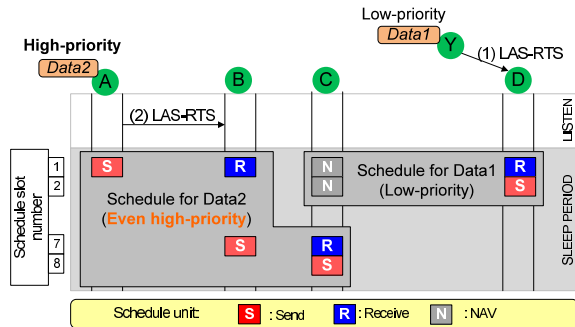 Low-priority
Data1
Y
(1) LAS-RTS
High-priority
Data2
A
B
C
D
(2) LAS-RTS
LIISTEN
Schedule slot number
1
2
7
8
S
R
N
N
R
S
Schedule for Data1
(Low-priority)
Schedule for Data2
(Even high-priority)
S
R
S
SLEEP PERIOD
Schedule unit:
S : Send
R : Receive
N : NAV